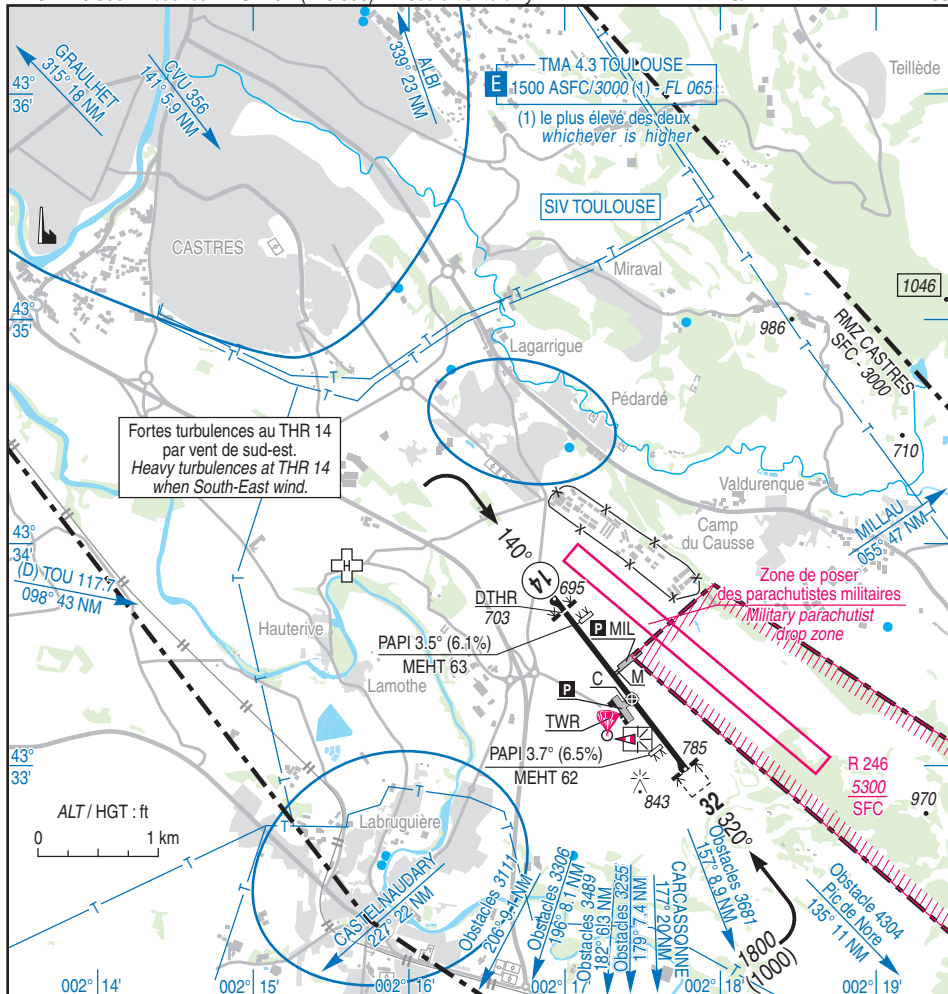 GRAULHET
315° 18 NM
CVU 356
141° 5.9 NM
ALBI
339° 23 NM
E
TMA 4.3 TOULOUSE
1500 ASFC/3000 (1) - FL 065
(1) le plus élevé des deux
whichever is higher
Teillède
43°
36'
SIV TOULOUSE
CASTRES
Miraval
1046
43°
35'
986
RMZ CASTRES
SFC - 3000
Lagarrigue
Pédardé
710
Fortes turbulences au THR 14
par vent de sud-est.
Heavy turbulences at THR 14
when South-East wind.
Valdurenque
Camp
du Causse
MILLAU
055° 47 NM
43°
34'
140°
(D) TOU 117.7
098° 43 NM
H
14
695
DTHR
703
Zone de poser
des parachutistes militaires
Military parachutist
drop zone
Hauterive
PAPI 3.5° (6.1%)
MEHT 63
P MIL
Lamothe
C
M
P
TWR
43°
33'
PAPI 3.7° (6.5%)
MEHT 62
785
843
R 246
5300
SFC
970
32
320°
ALT / HGT : ft
0
1 km
Labruguière
CASTELNAUDARY
227° 22 NM
Obstacles 3111
206° 9.1 NM
Obstacles 3306
196° 8.1 NM
Obstacles 3489
182° 6.3 NM
Obstacles 3255
179° 7.4 NM
CARCASSONNE
177° 20 NM
Obstacles 3681
157° 8.9 NM
1800
(1000)
Obstacle 4304
Pic de Nore
135° 11 NM
002° 14'
002° 15'
002° 16'
002° 17'
002° 18'
002° 19'